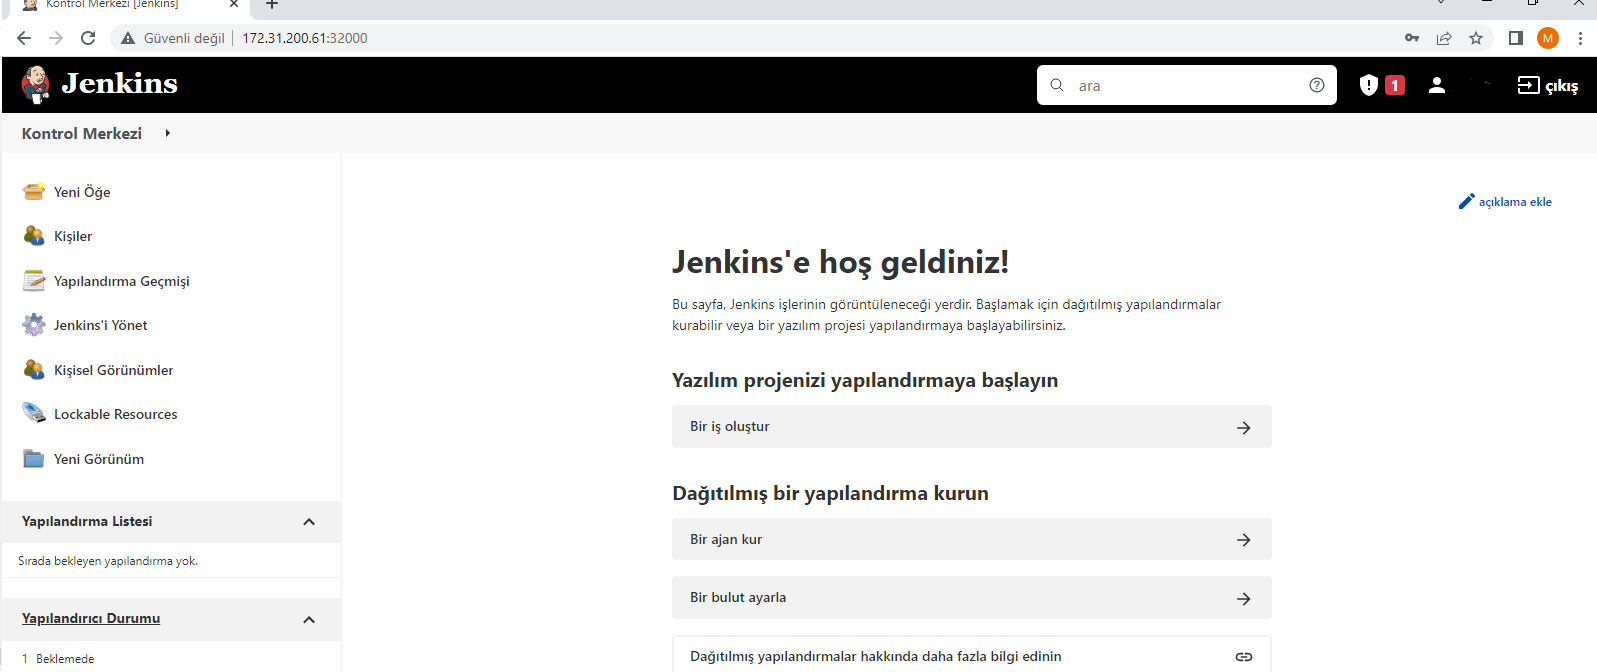 Kontrol Merkezi [Jenkins]
Güvenli değil 172.31.200.61:32000
M
Jenkins
ara
1
çıkış
Kontrol Merkezi
Yeni Öğe
Kişiler
Yapılandırma Geçmişi
Jenkins'i Yönet
Kişisel Görünümler
Lockable Resources
Yeni Görünüm
Yapılandırma Listesi
Sırada bekleyen yapılandırma yok.
Yapılandırıcı Durumu
1 Beklemede
açıklama ekle
Jenkins'e hoş geldiniz!
Bu sayfa, Jenkins işlerinin görüntüleneceği yerdir. Başlamak için dağıtılmış yapılandırmalar
kurabilir veya bir yazılım projesi yapılandırmaya başlayabilirsiniz.
Yazılım projenizi yapılandırmaya başlayın
Bir iş oluştur
Dağıtılmış bir yapılandırma kurun
Bir ajan kur
Bir bulut ayarla
Dağıtılmış yapılandırmalar hakkında daha fazla bilgi edinin